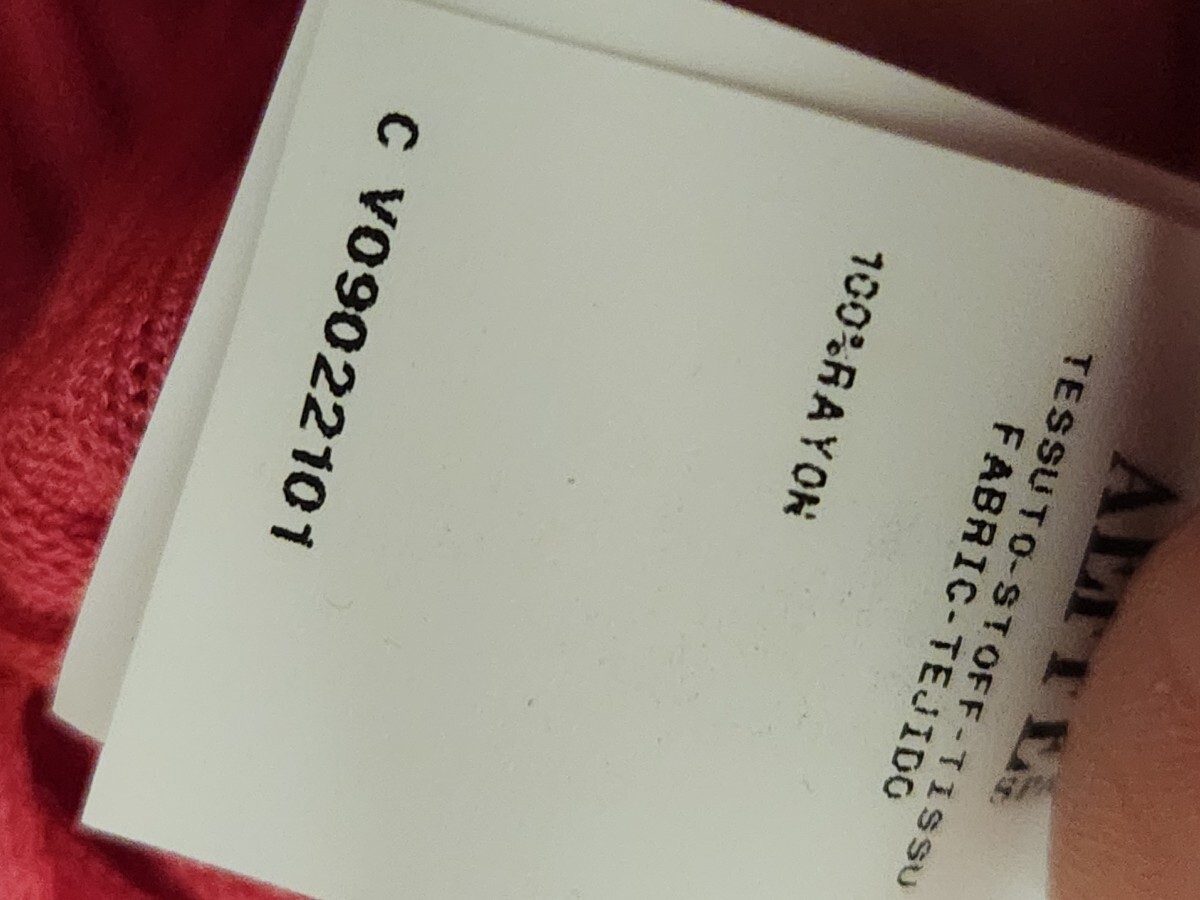 TESSUTO-STOFF-TISSU
FABRIC-TEJIDO
100%RAYON
C V09022101